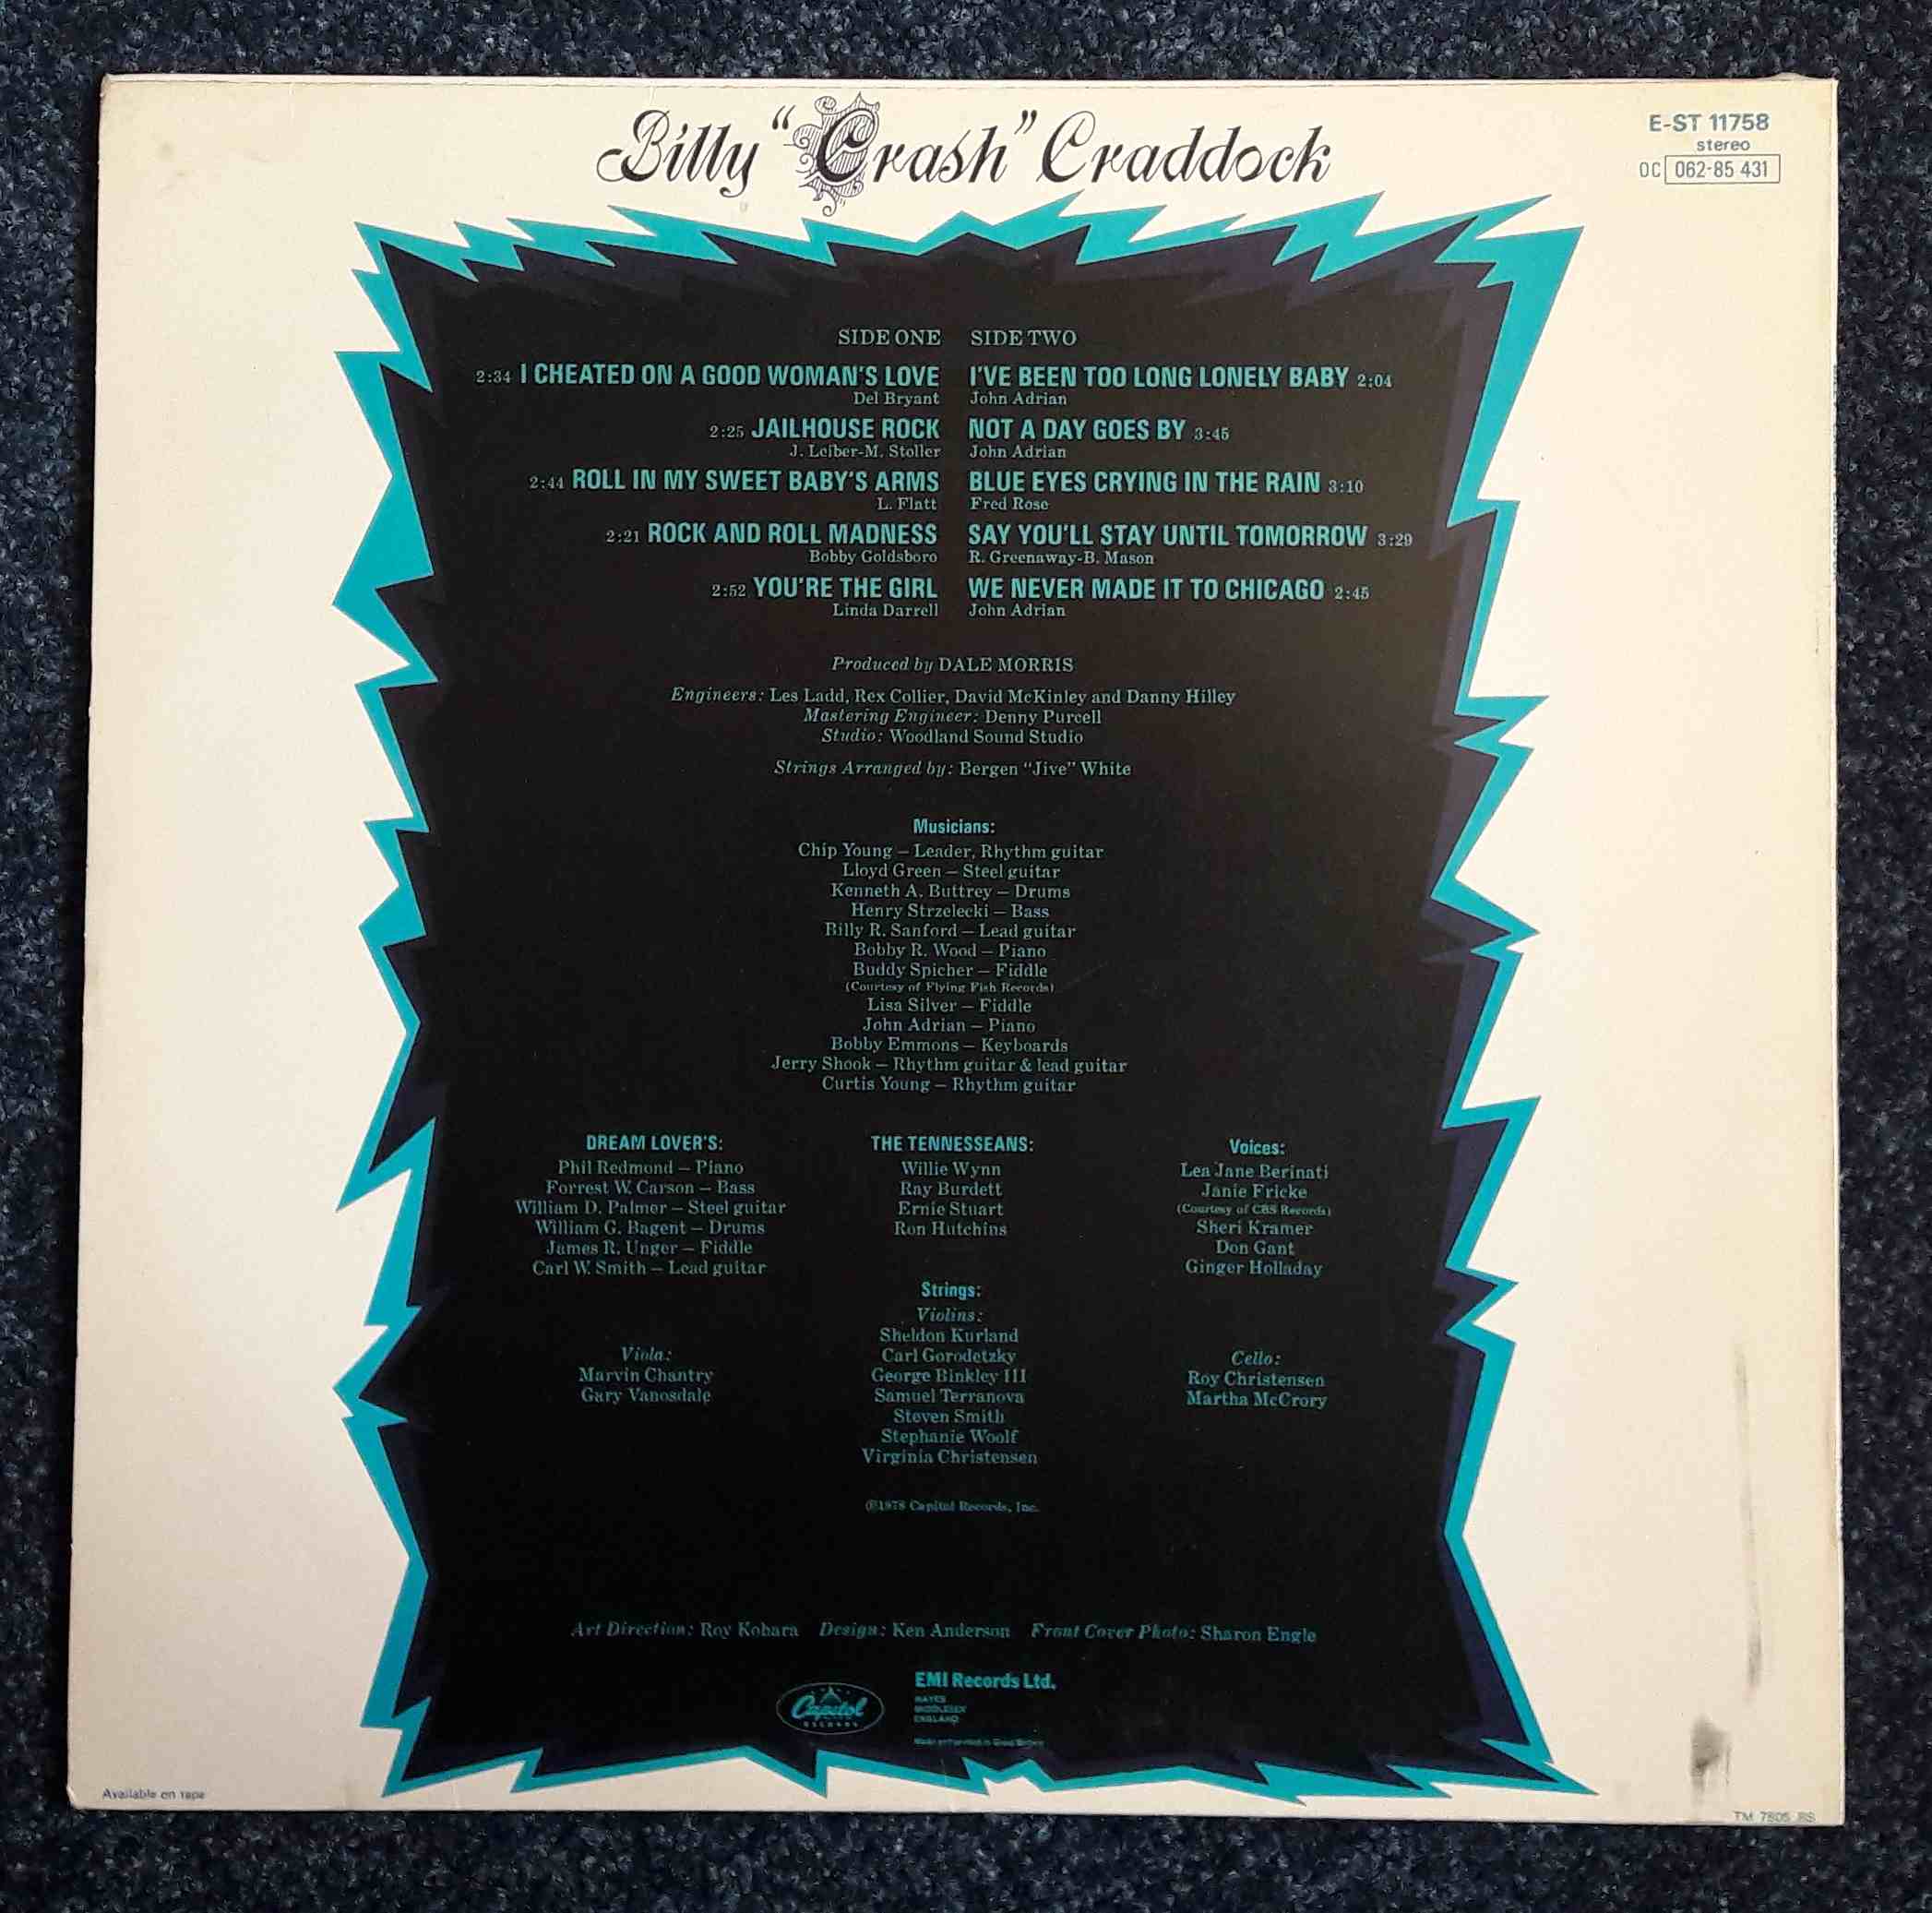 Billy "Crash" Craddock
E-ST 11758
stereo
OC 062-85 431
SIDE ONE
2:34 I CHEATED ON A GOOD WOMAN'S LOVE
Del Bryant
2:25 JAILHOUSE ROCK
J. Leiber-M. Stoller
2:44 ROLL IN MY SWEET BABY'S ARMS
L. Flatt
2:21 ROCK AND ROLL MADNESS
Bobby Goldsboro
2:52 YOU'RE THE GIRL
Linda Darrell
SIDE TWO
I'VE BEEN TOO LONG LONELY BABY 2:04
John Adrian
NOT A DAY GOES BY 3:45
John Adrian
BLUE EYES CRYING IN THE RAIN 3:10
Fred Rose
SAY YOU'LL STAY UNTIL TOMORROW 3:29
R. Greenaway-B. Mason
WE NEVER MADE IT TO CHICAGO 2:45
John Adrian
Produced by DALE MORRIS
Engineers: Les Ladd, Rex Collier, David McKinley and Danny Hilley
Mastering Engineer: Denny Purcell
Studio: Woodland Sound Studio
Strings Arranged by: Bergen "Jive" White
Musicians:
Chip Young – Leader, Rhythm guitar
Lloyd Green – Steel guitar
Kenneth A. Buttrey – Drums
Henry Strzelecki – Bass
Billy R. Sanford – Lead guitar
Bobby R. Wood – Piano
Buddy Spicher – Fiddle
(Courtesy of Flying Fish Records)
Lisa Silver – Fiddle
John Adrian – Piano
Bobby Emmons – Keyboards
Jerry Shook – Rhythm guitar & lead guitar
Curtis Young – Rhythm guitar
DREAM LOVER'S:
Phil Redmond – Piano
Forrest W. Carson – Bass
William D. Palmer – Steel guitar
William G. Bagent – Drums
James R. Unger – Fiddle
Carl W. Smith – Lead guitar
THE TENNESSEANS:
Willie Wynn
Ray Burdett
Ernie Stuart
Ron Hutchins
Voices:
Lea Jane Berinati
Janie Fricke
(Courtesy of CBS Records)
Sheri Kramer
Don Gant
Ginger Holladay
Strings:
Violins:
Sheldon Kurland
Carl Gorodetzky
George Binkley III
Samuel Terranova
Steven Smith
Stephanie Woolf
Virginia Christensen
Viola:
Marvin Chantry
Gary Vanosdale
Cello:
Roy Christensen
Martha McCrory
℗1978 Capitol Records, Inc.
Art Direction: Roy Kohara Design: Ken Anderson Front Cover Photo: Sharon Engle
Capitol
RECORDS
EMI Records Ltd.
HAYES
MIDDLESEX
ENGLAND
Available on tape
TM 7805 RS